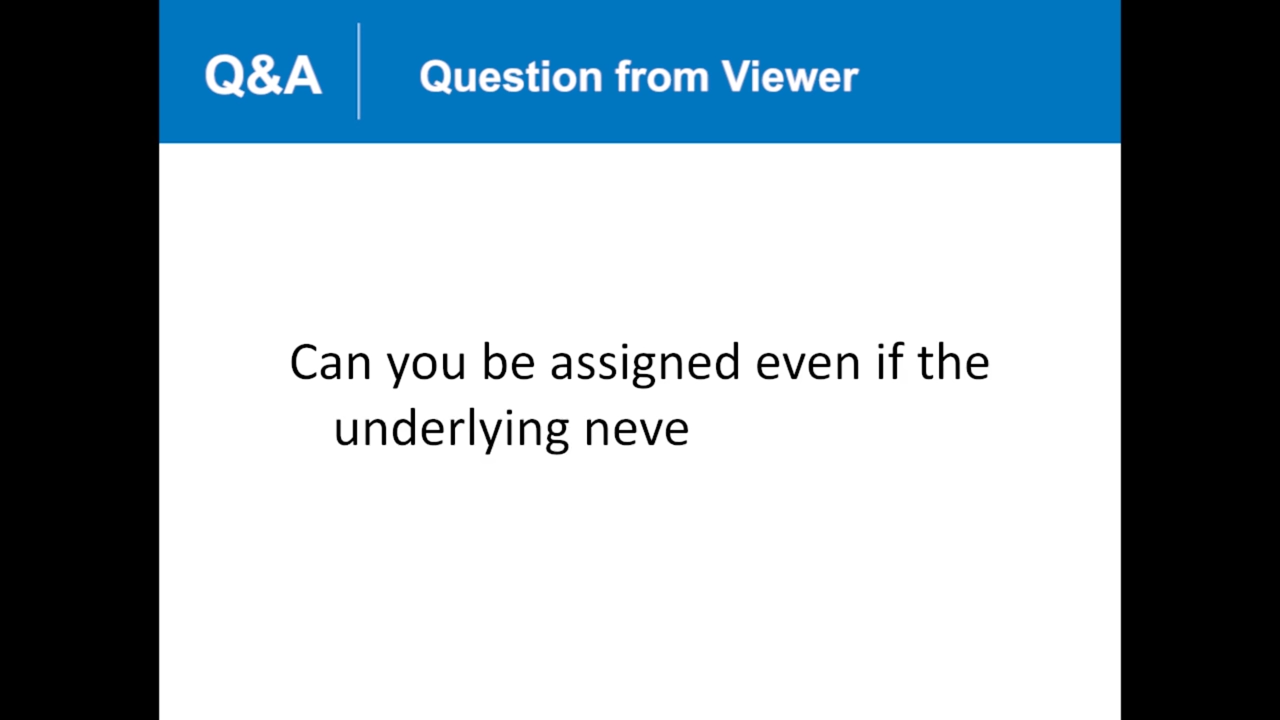 Q&A
Question from Viewer
Can you be assigned even if the
underlying neve